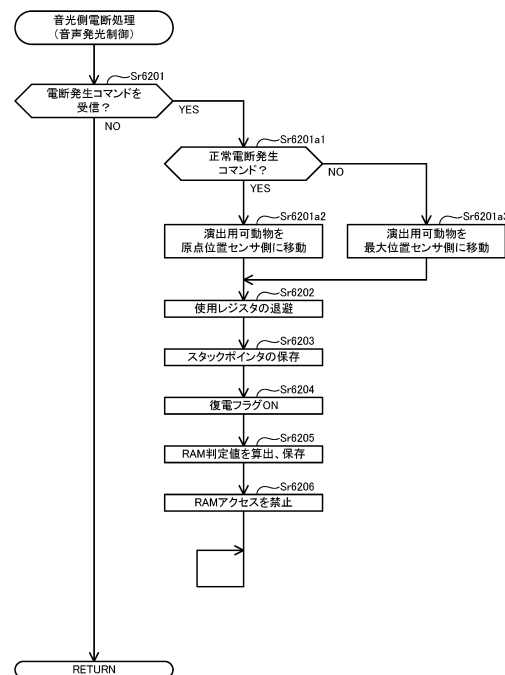 音光側電断処理
(音声発光制御)
Sr6201
電断発生コマンドを
受信？
YES
NO
Sr6201a1
正常電断発生
コマンド？
NO
YES
Sr6201a2
演出用可動物を
原点位置センサ側に移動
Sr6201a3
演出用可動物を
最大位置センサ側に移動
Sr6202
使用レジスタの退避
Sr6203
スタックポインタの保存
Sr6204
復電フラグON
Sr6205
RAM判定値を算出、保存
Sr6206
RAMアクセスを禁止
RETURN